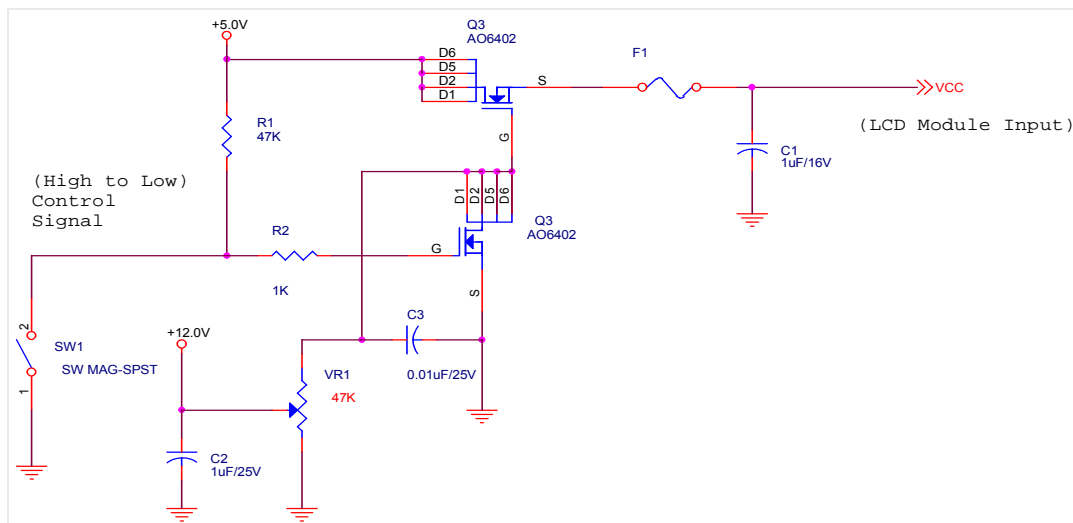 +5.0V
Q3
AO6402
D6
D5
D2
D1
S
G
F1
VCC
(LCD Module Input)
C1
1uF/16V
R1
47K
(High to Low)
Control
Signal
D1
D2
D5
D6
Q3
AO6402
G
S
R2
1K
2
SW1
SW MAG-SPST
1
+12.0V
C3
0.01uF/25V
VR1
47K
C2
1uF/25V